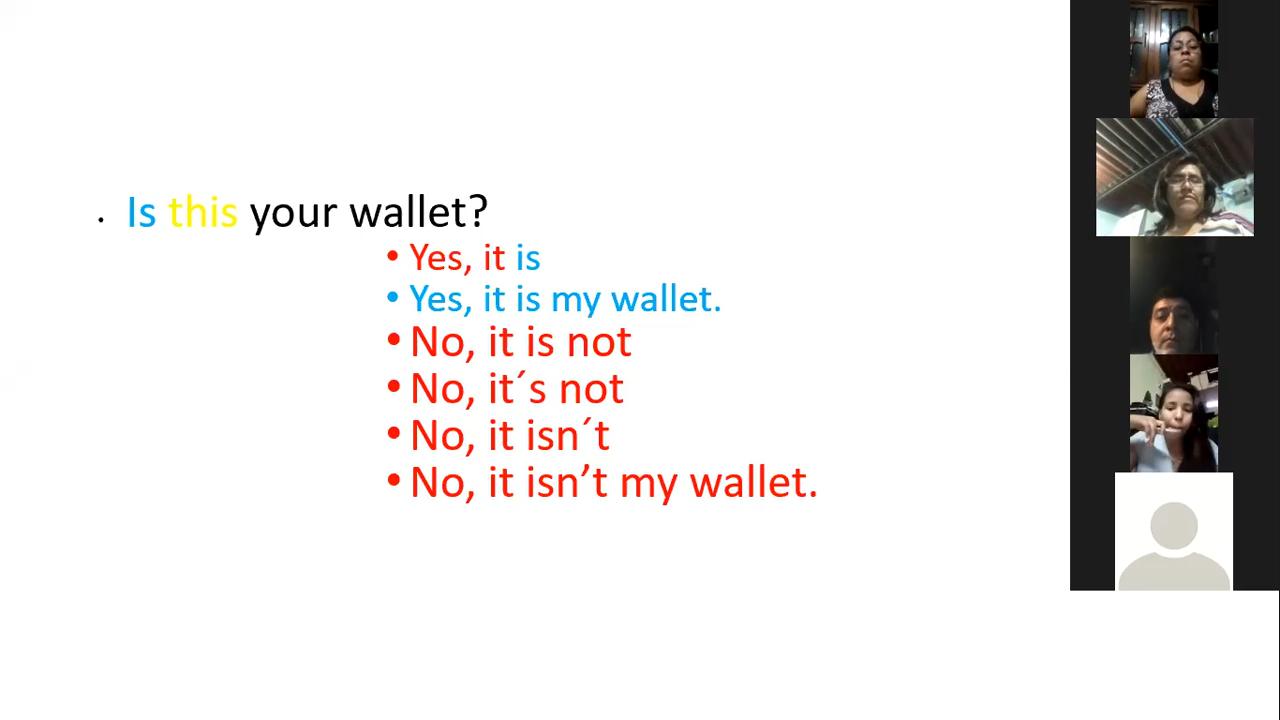 • Is this your wallet?
• Yes, it is
• Yes, it is my wallet.
• No, it is not
• No, it´s not
• No, it isn´t
• No, it isn’t my wallet.